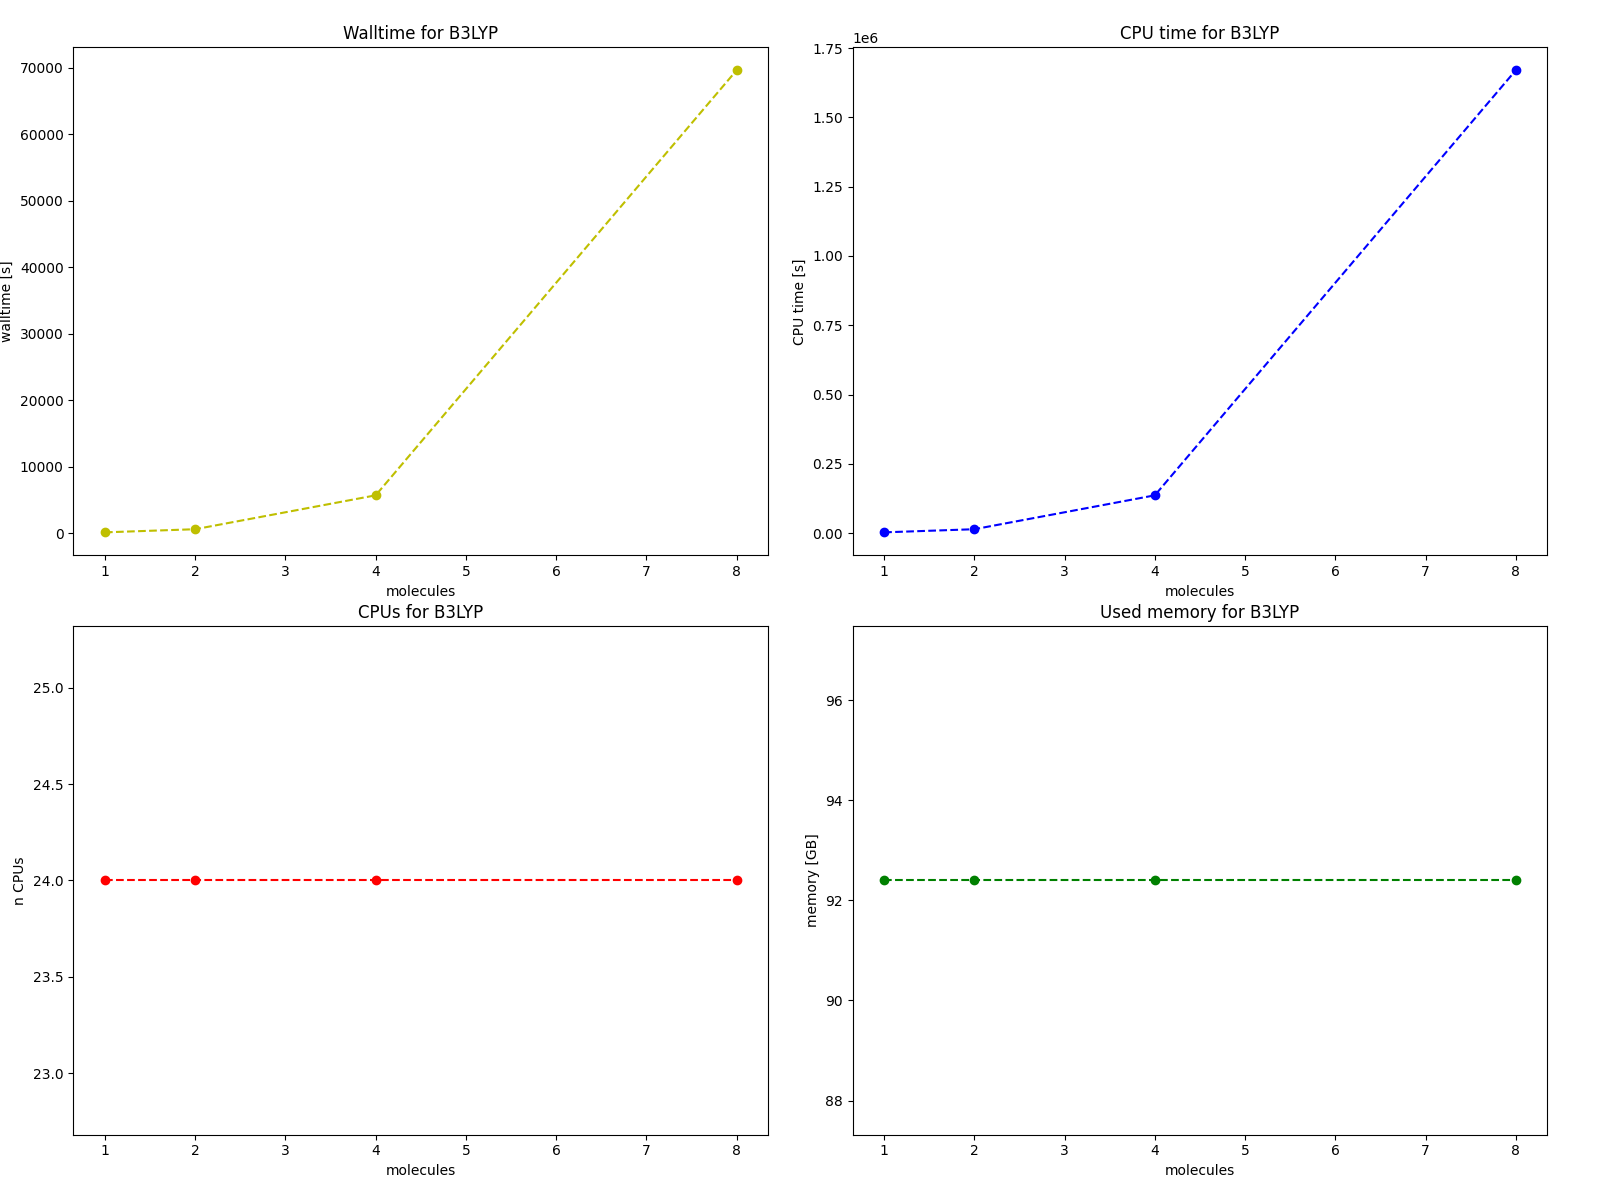 Walltime for B3LYP
70000
60000
50000
40000
30000
20000
10000
0
walltime [s]
1 2 3 4 5 6 7 8
molecules
CPU time for B3LYP
1e6
1.75
1.50
1.25
1.00
0.75
0.50
0.25
0.00
CPU time [s]
1 2 3 4 5 6 7 8
molecules
CPUs for B3LYP
25.0
24.5
24.0
23.5
23.0
n CPUs
1 2 3 4 5 6 7 8
molecules
Used memory for B3LYP
96
94
92
90
88
memory [GB]
1 2 3 4 5 6 7 8
molecules